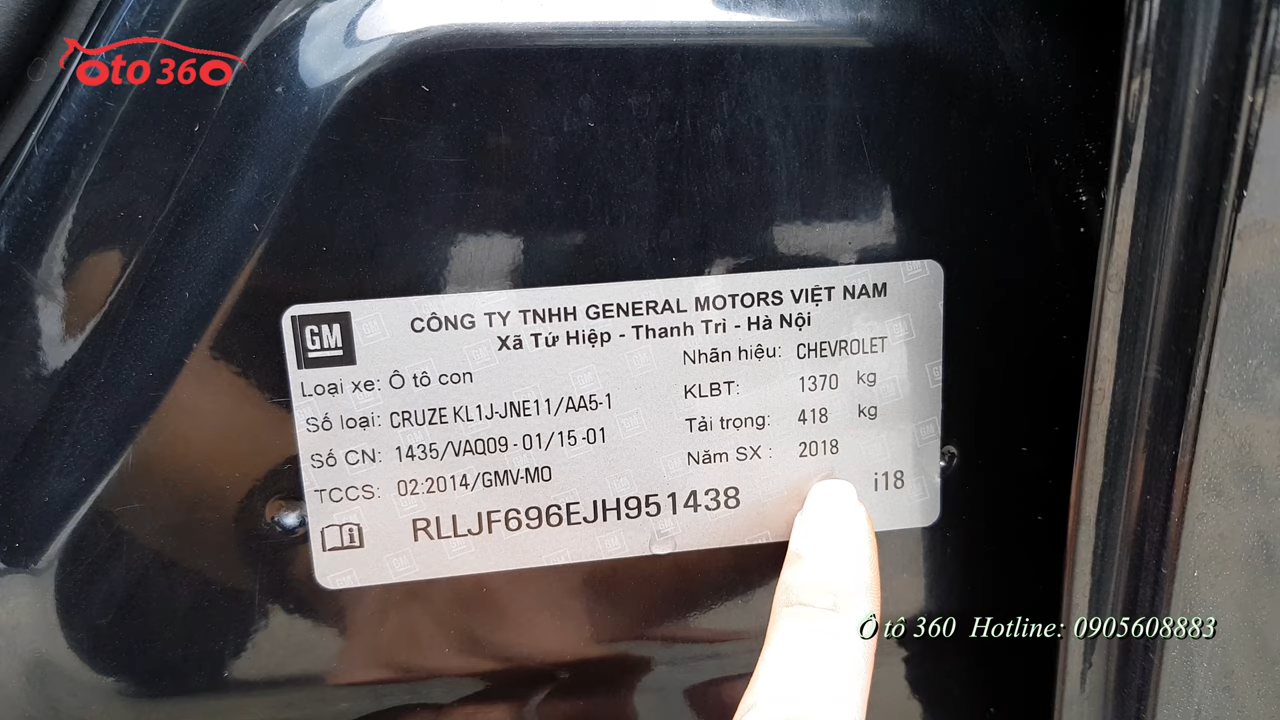 oto 360
GM
CÔNG TY TNHH GENERAL MOTORS VIỆT NAM
Xã Tứ Hiệp - Thanh Trì - Hà Nội
Loại xe: Ô tô con
Nhãn hiệu: CHEVROLET
Số loại: CRUZE KL1J-JNE11/AA5-1
KLBT: 1370 kg
Số CN: 1435/VAQ09-01/15-01
Tải trọng: 418 kg
TCCS: 02:2014/GMV-MO
Năm SX : 2018
RLLJF696EJH951438
i18
Ô tô 360 Hotline: 0905608883